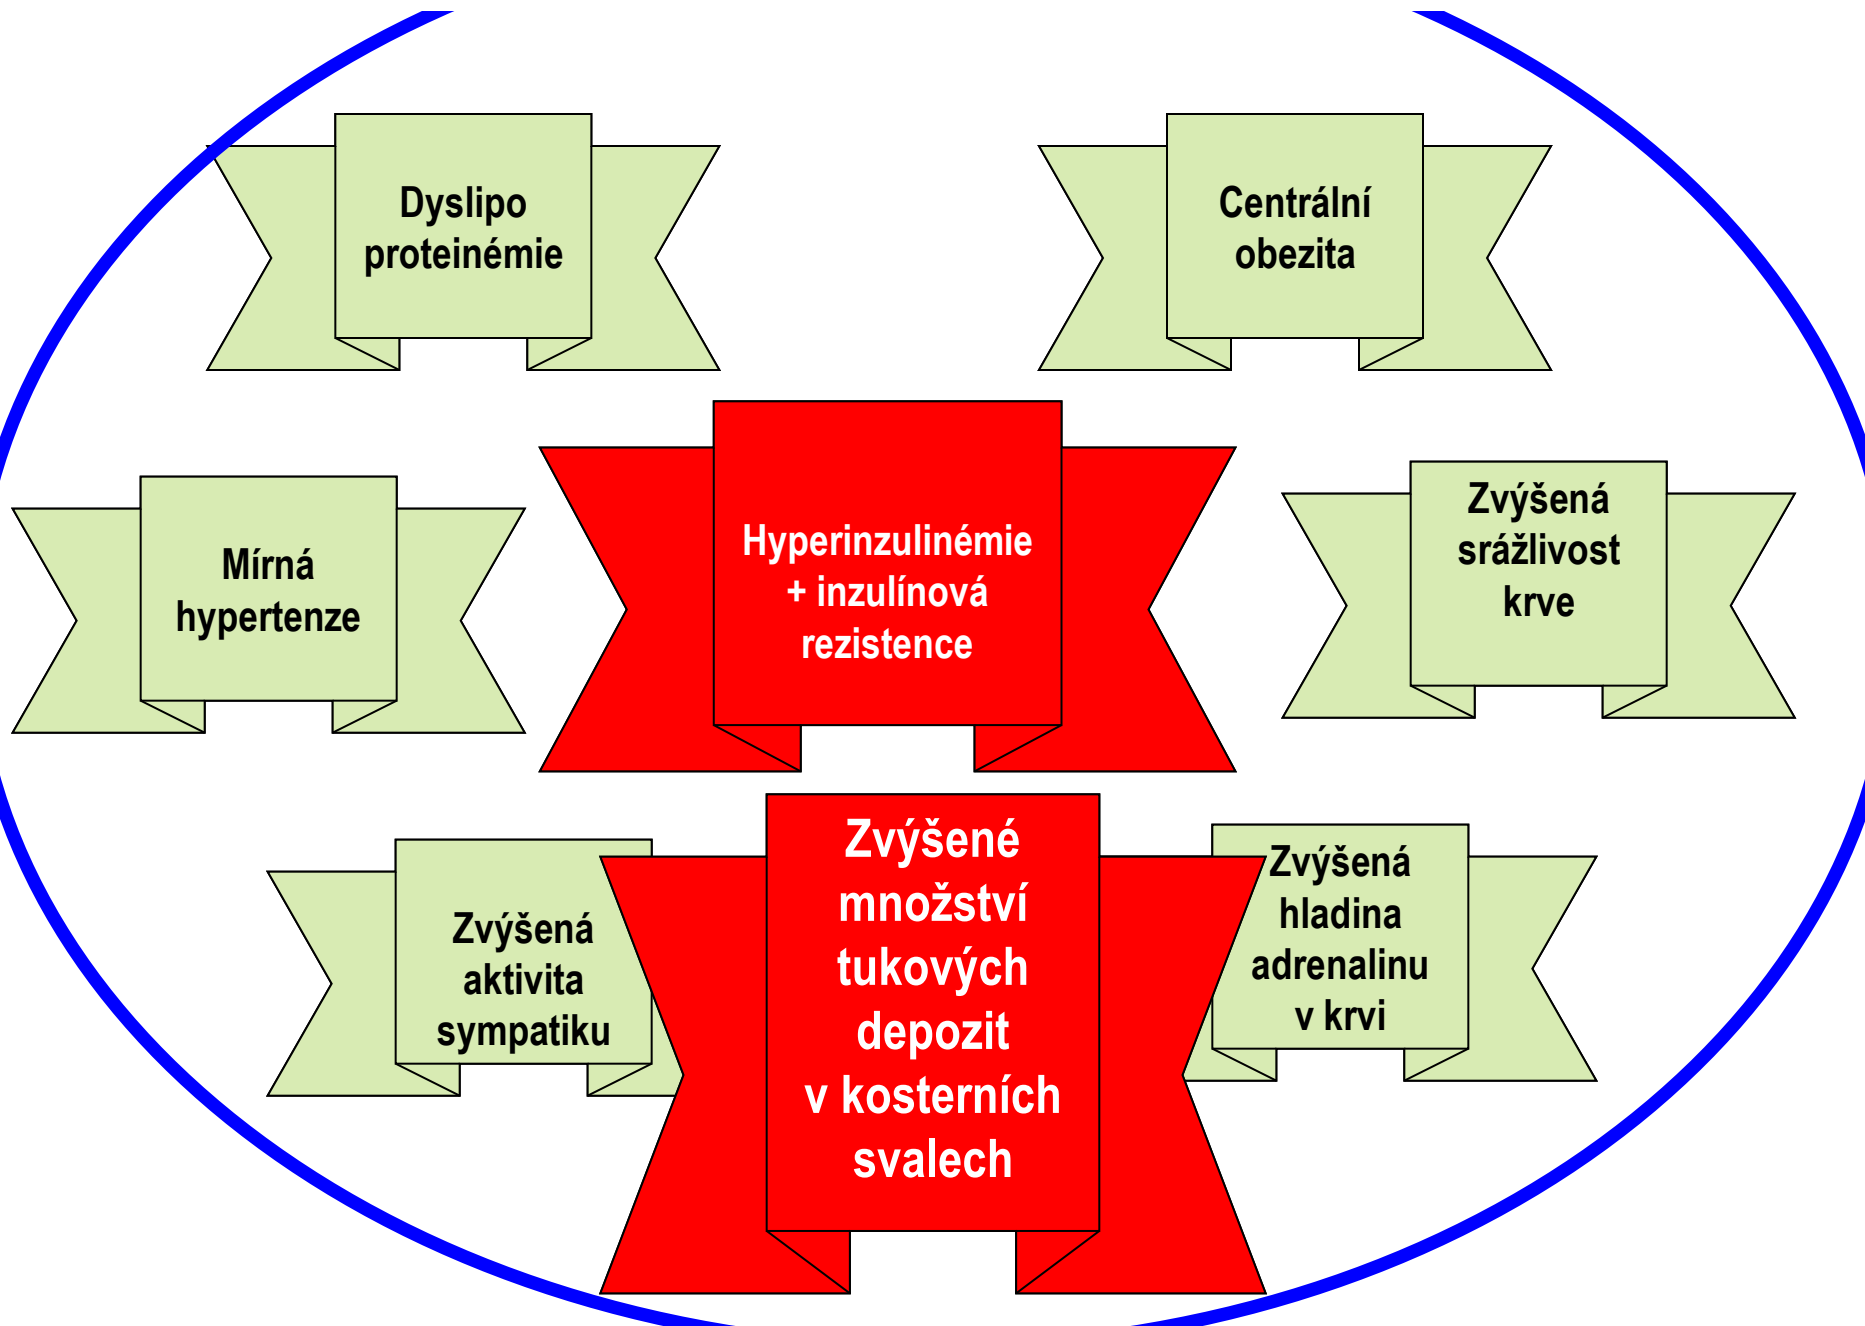 Dyslipo
proteinémie
Centrální
obezita
Mírná
hypertenze
Hyperinzulinémie
+ inzulínová
rezistence
Zvýšená
srážlivost
krve
Zvýšená
aktivita
sympatiku
Zvýšené
množství
tukových
depozit
v kosterních
svalech
Zvýšená
hladina
adrenalinu
v krvi